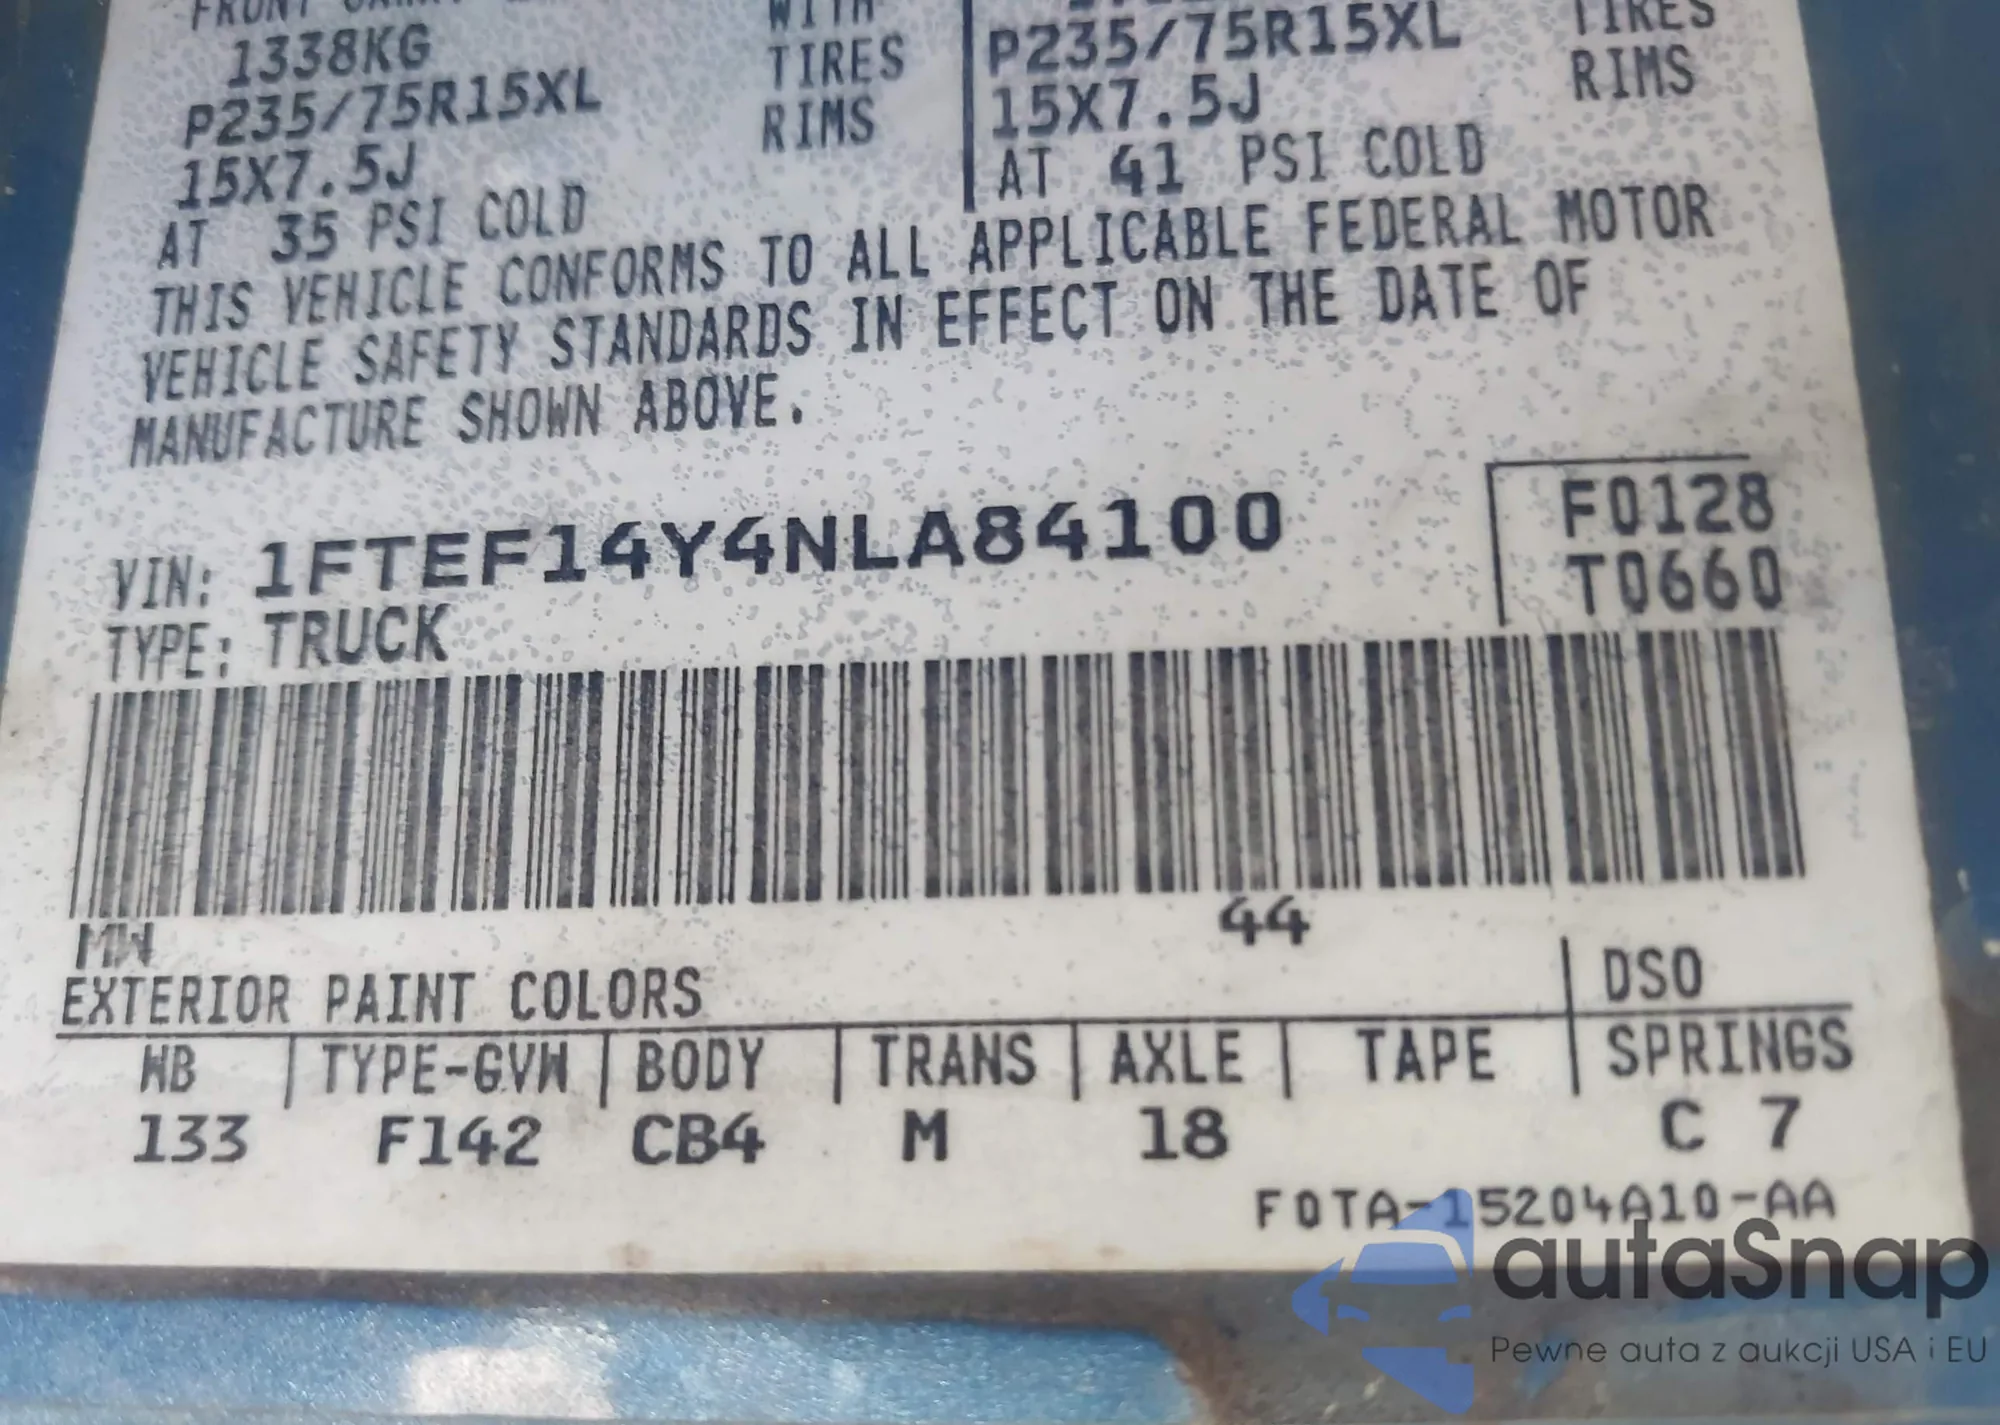 1338KG
P235/75R15XL
15X7.5J
AT 35 PSI COLD
WITH
TIRES
RIMS
P235/75R15XL
15X7.5J
AT 41 PSI COLD
TIRES
RIMS
THIS VEHICLE CONFORMS TO ALL APPLICABLE FEDERAL MOTOR
VEHICLE SAFETY STANDARDS IN EFFECT ON THE DATE OF
MANUFACTURE SHOWN ABOVE.
VIN: 1FTEF14Y4NLA84100
TYPE: TRUCK
F0128
T0660
MW
44
EXTERIOR PAINT COLORS
DSO
WB TYPE-GVW BODY TRANS AXLE TAPE SPRINGS
133 F142 CB4 M 18 C 7
F0TA-15204A10-AA
autaSnap
Pewne auta z aukcji USA i EU